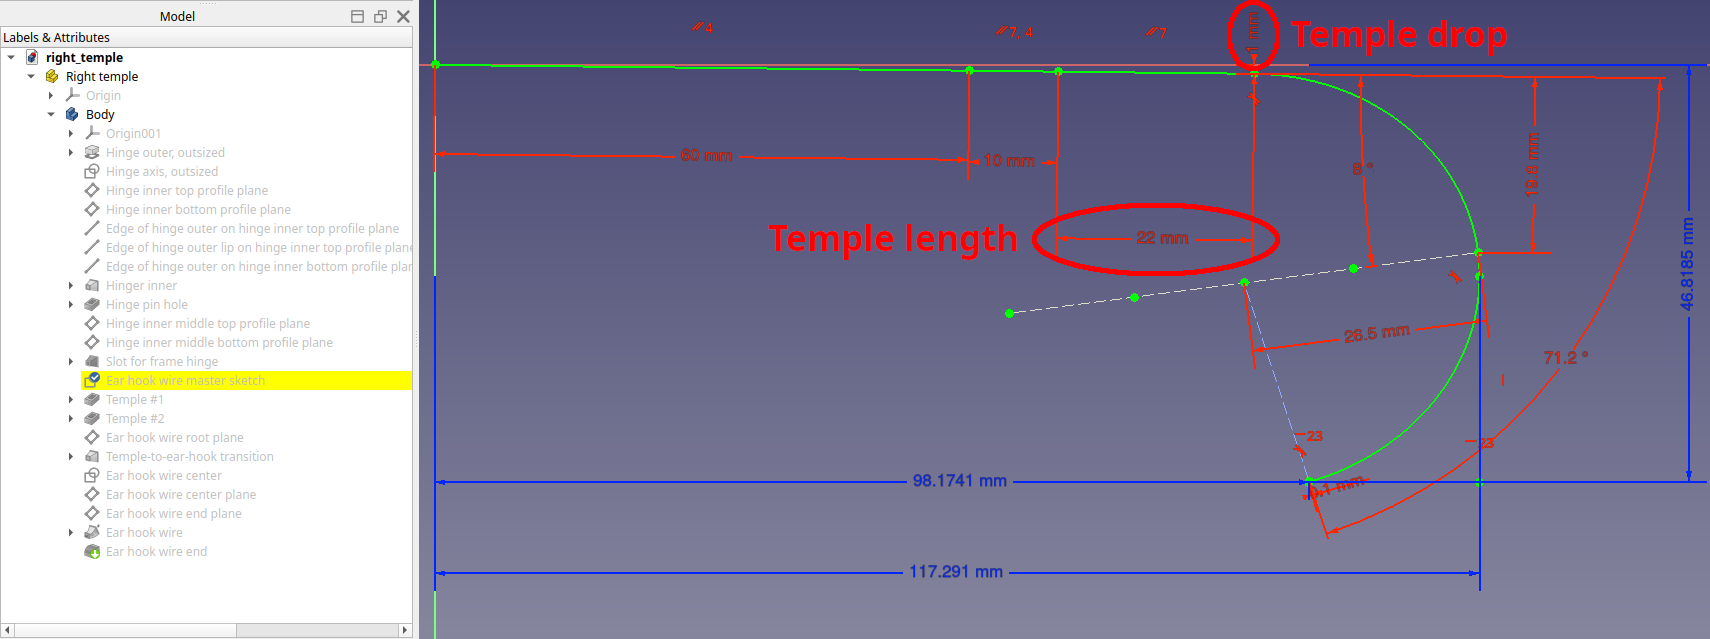 Model
Labels & Attributes
right_temple
Right temple
Origin
Body
Origin001
Hinge outer, outsized
Hinge axis, outsized
Hinge inner top profile plane
Hinge inner bottom profile plane
Edge of hinge outer on hinge inner top profile plane
Edge of hinge outer lip on hinge inner top profile plane
Edge of hinge outer on hinge inner bottom profile plar
Hinge inner
Hinge pin hole
Hinge inner middle top profile plane
Hinge inner middle bottom profile plane
Slot for frame hinge
Ear hook wire master sketch
Temple #1
Temple #2
Ear hook wire root plane
Temple-to-ear-hook transition
Ear hook wire center
Ear hook wire center plane
Ear hook wire end plane
Ear hook wire
Ear hook wire end
4
7, 4
7
1 mm
Temple drop
60 mm
10 mm
8 °
19.9 mm
Temple length
22 mm
46.8185 mm
26.5 mm
71.2 °
23
23
98.1741 mm
0.1 mm
117.291 mm